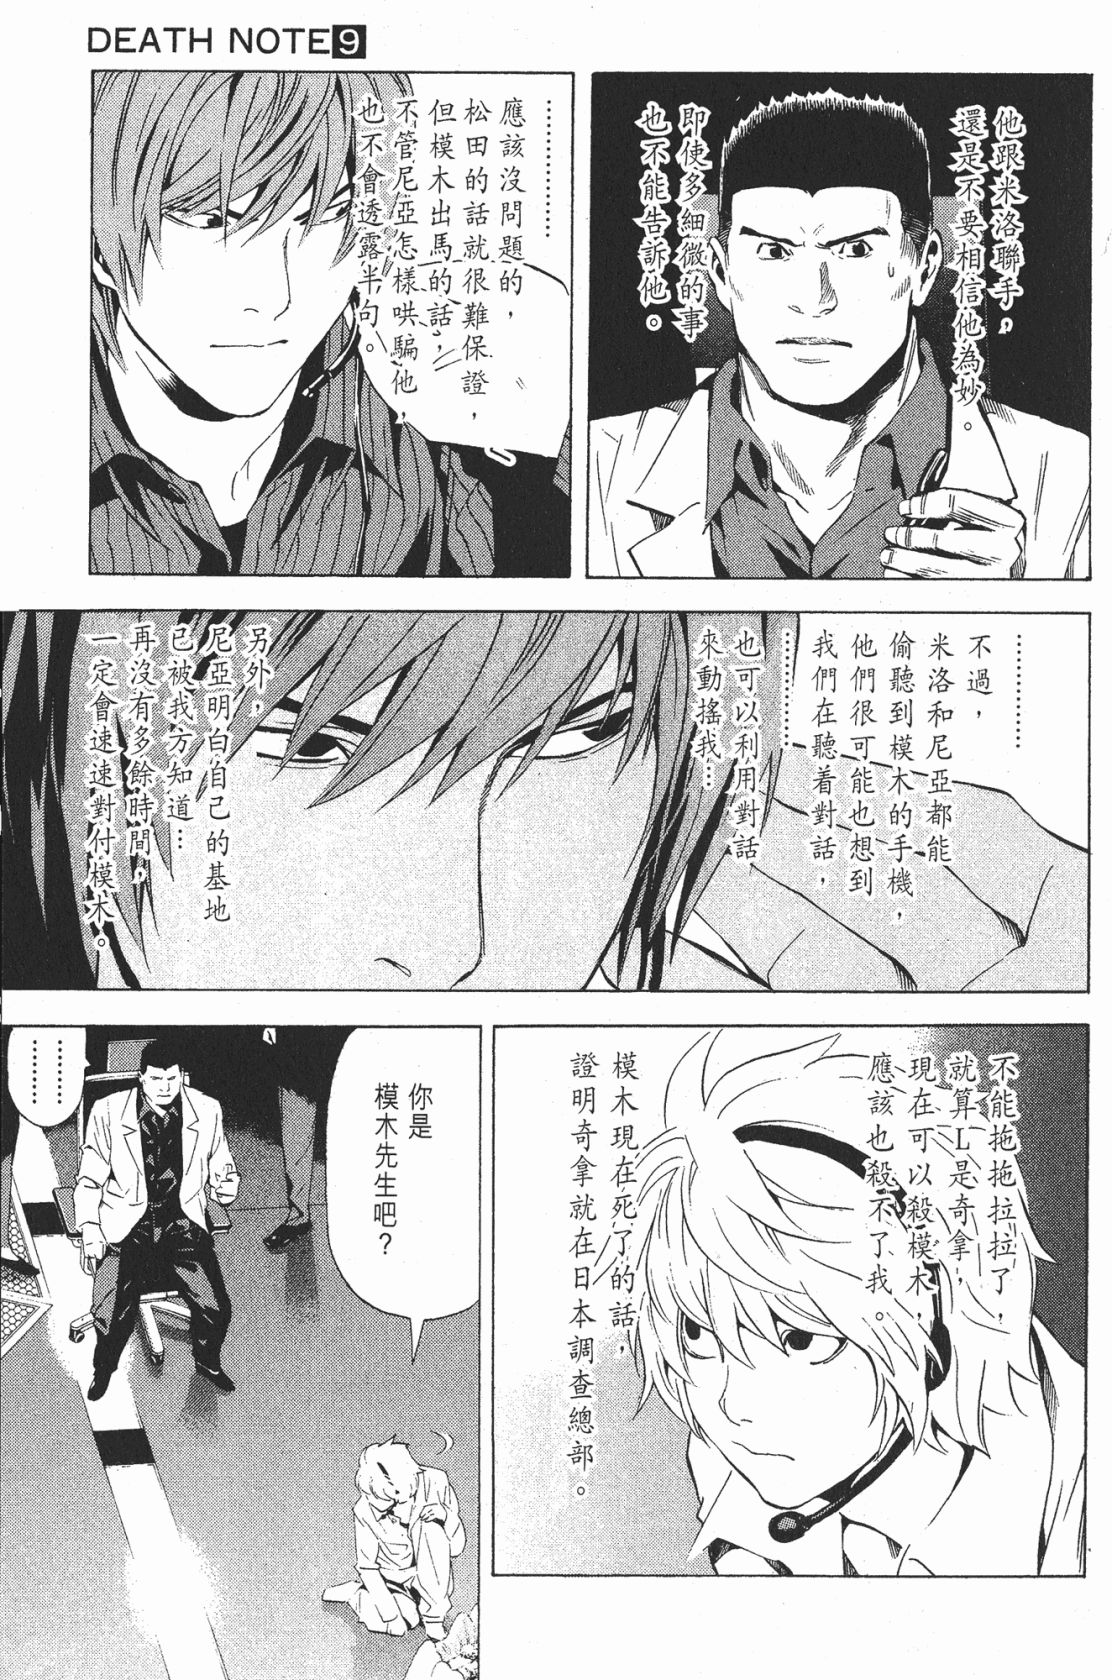 DEATH NOTE 9
他跟米洛聯手,
還是不要相信他為妙。
即使多細微的事
也不能告訴他。
…………
應該沒問題的,
松田的話就很難保證,
但模木出馬的話,
不管尼亞怎樣哄騙他,
也不會透露半句。
…………
不過,
米洛和尼亞都能
偷聽到模木的手機,
他們很可能也想到
我們在聽着對話,
…………
也可以利用對話
來動搖我…
另外,
尼亞明白自己的基地
已被我方知道…
再沒有多餘時間,
一定會速速對付模木。
不能拖拖拉拉了,
就算L是奇拿,
現在可以殺模木,
應該也殺不了我。
模木現在死了的話,
證明奇拿就在日本調查總部。
你是
模木先生吧?
……
……